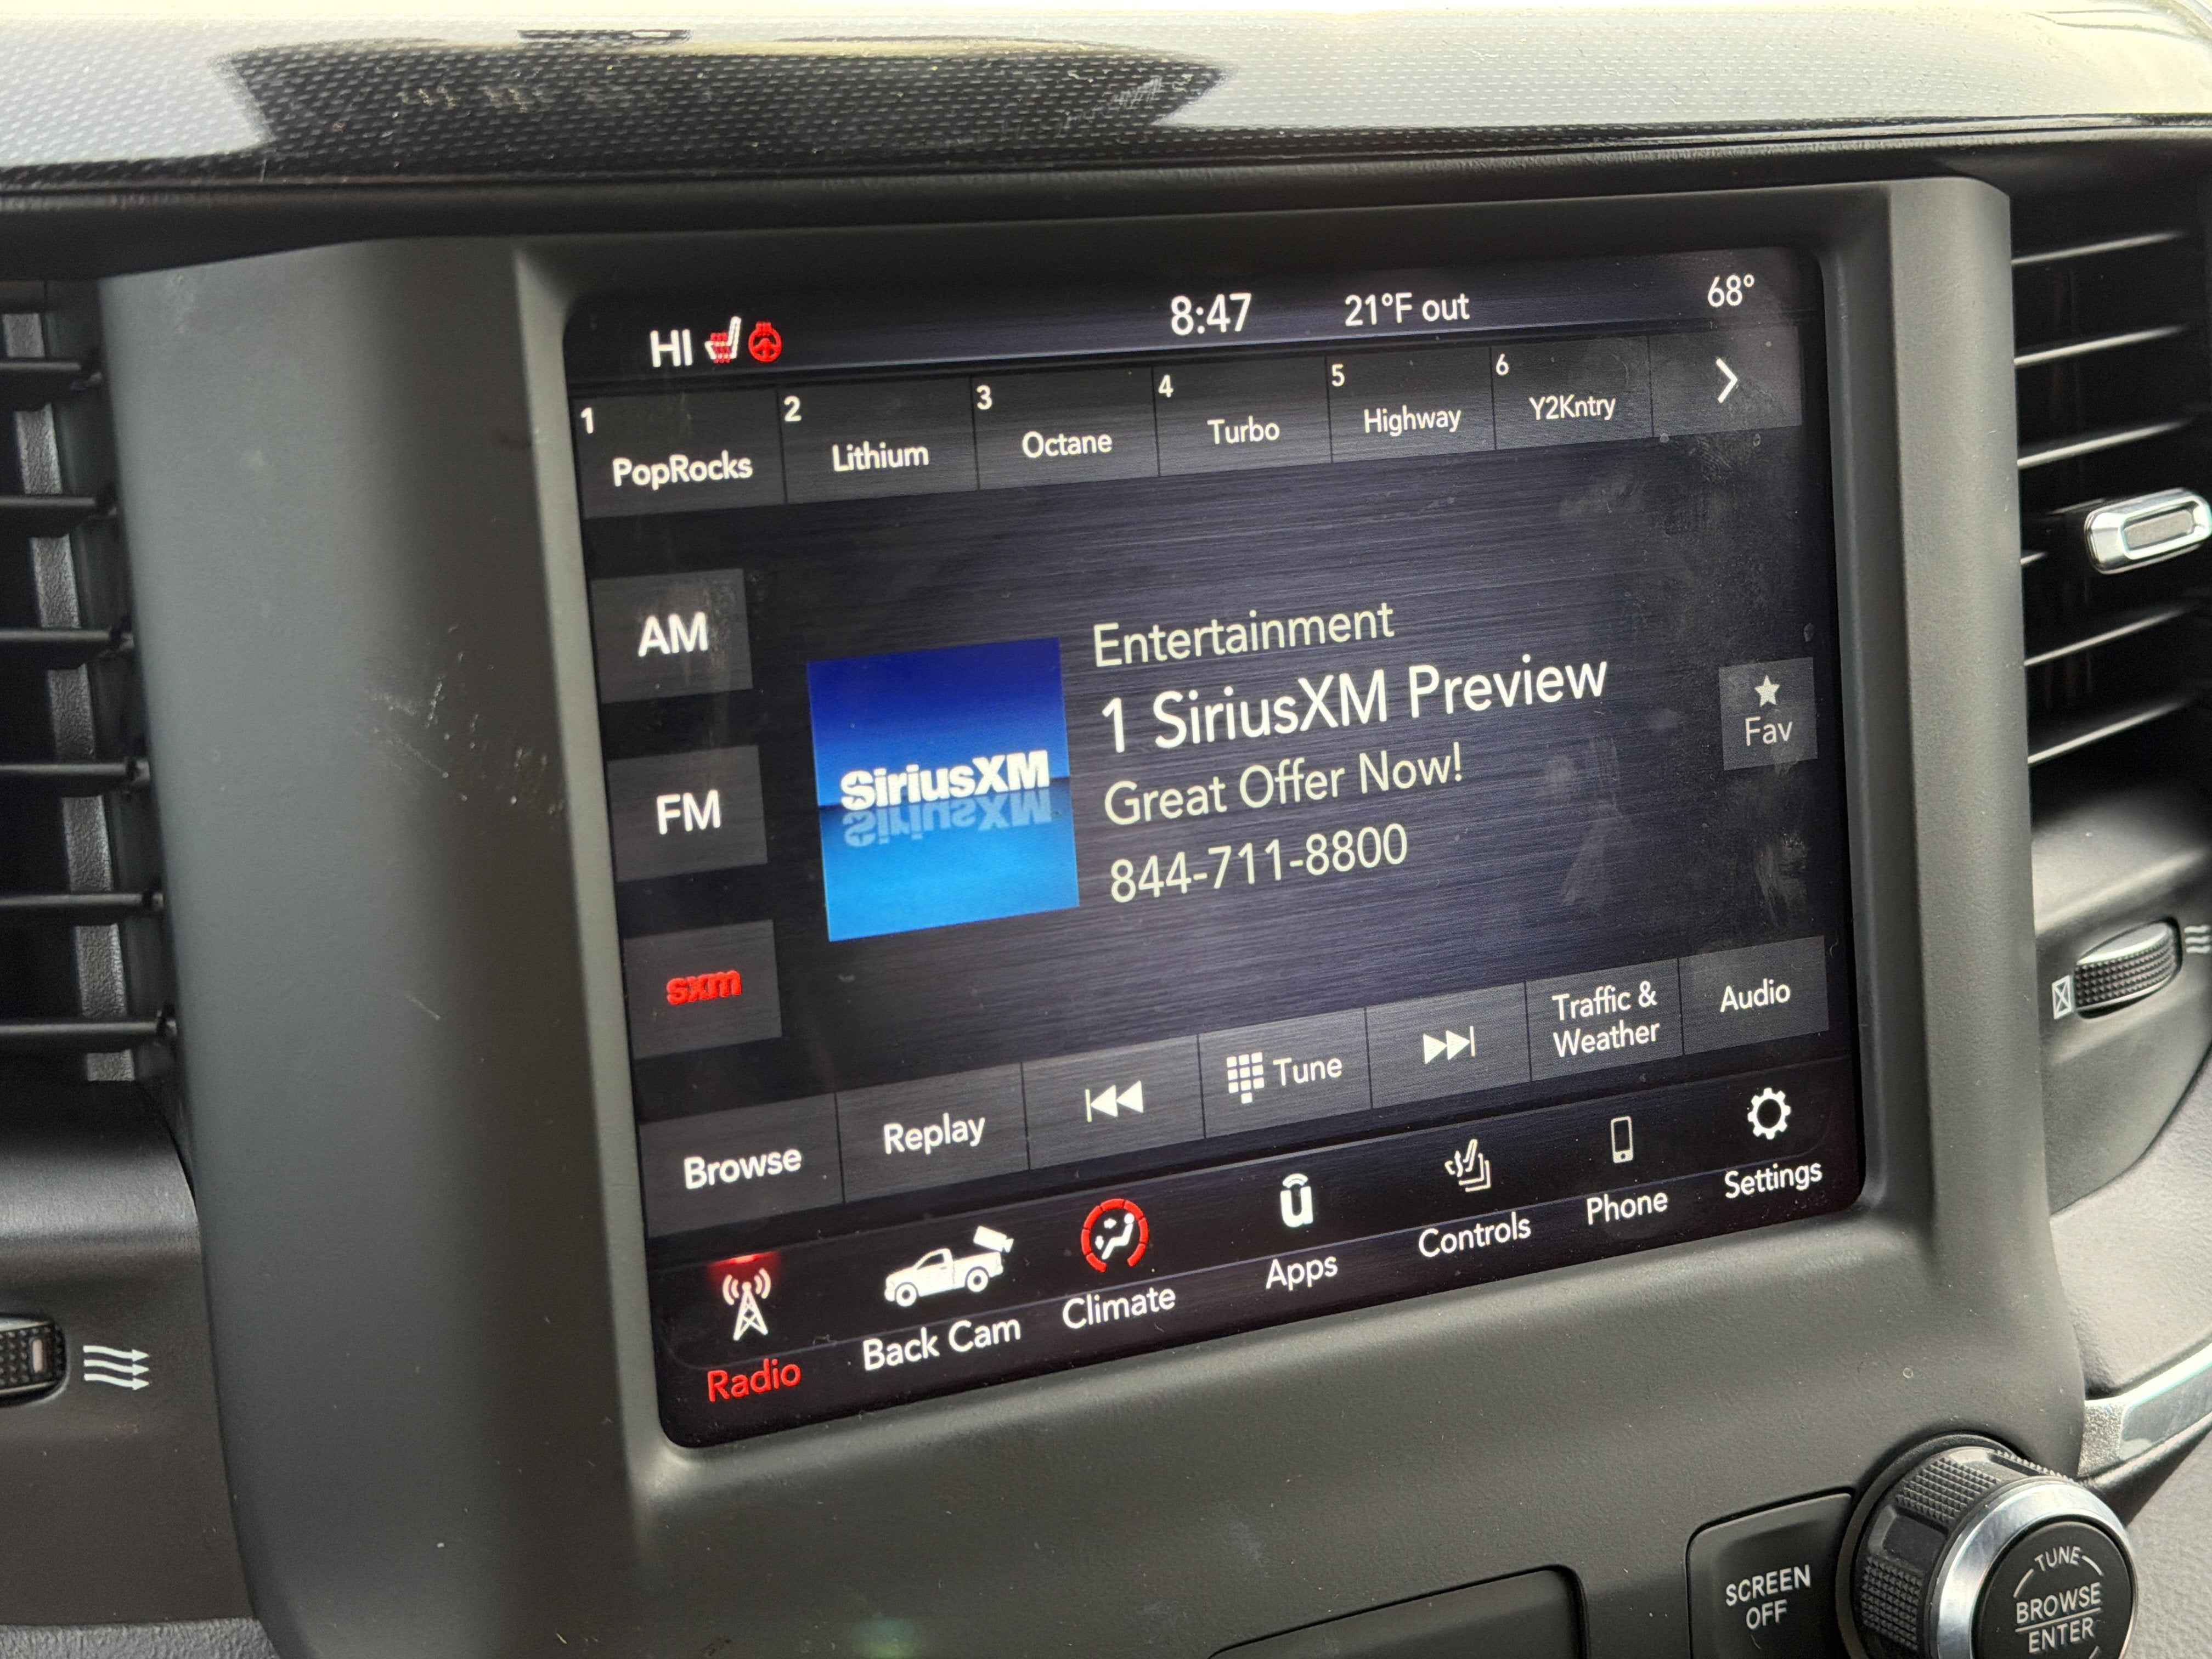 HI
8:47
21°F out
68°
1 PopRocks
2 Lithium
3 Octane
4 Turbo
5 Highway
6 Y2Kntry
AM
FM
sxm
SiriusXM
Entertainment
1 SiriusXM Preview
Great Offer Now!
844-711-8800
Fav
Browse
Replay
Tune
Traffic &
Weather
Audio
Radio
Back Cam
Climate
Apps
Controls
Phone
Settings
SCREEN
OFF
TUNE
BROWSE
ENTER